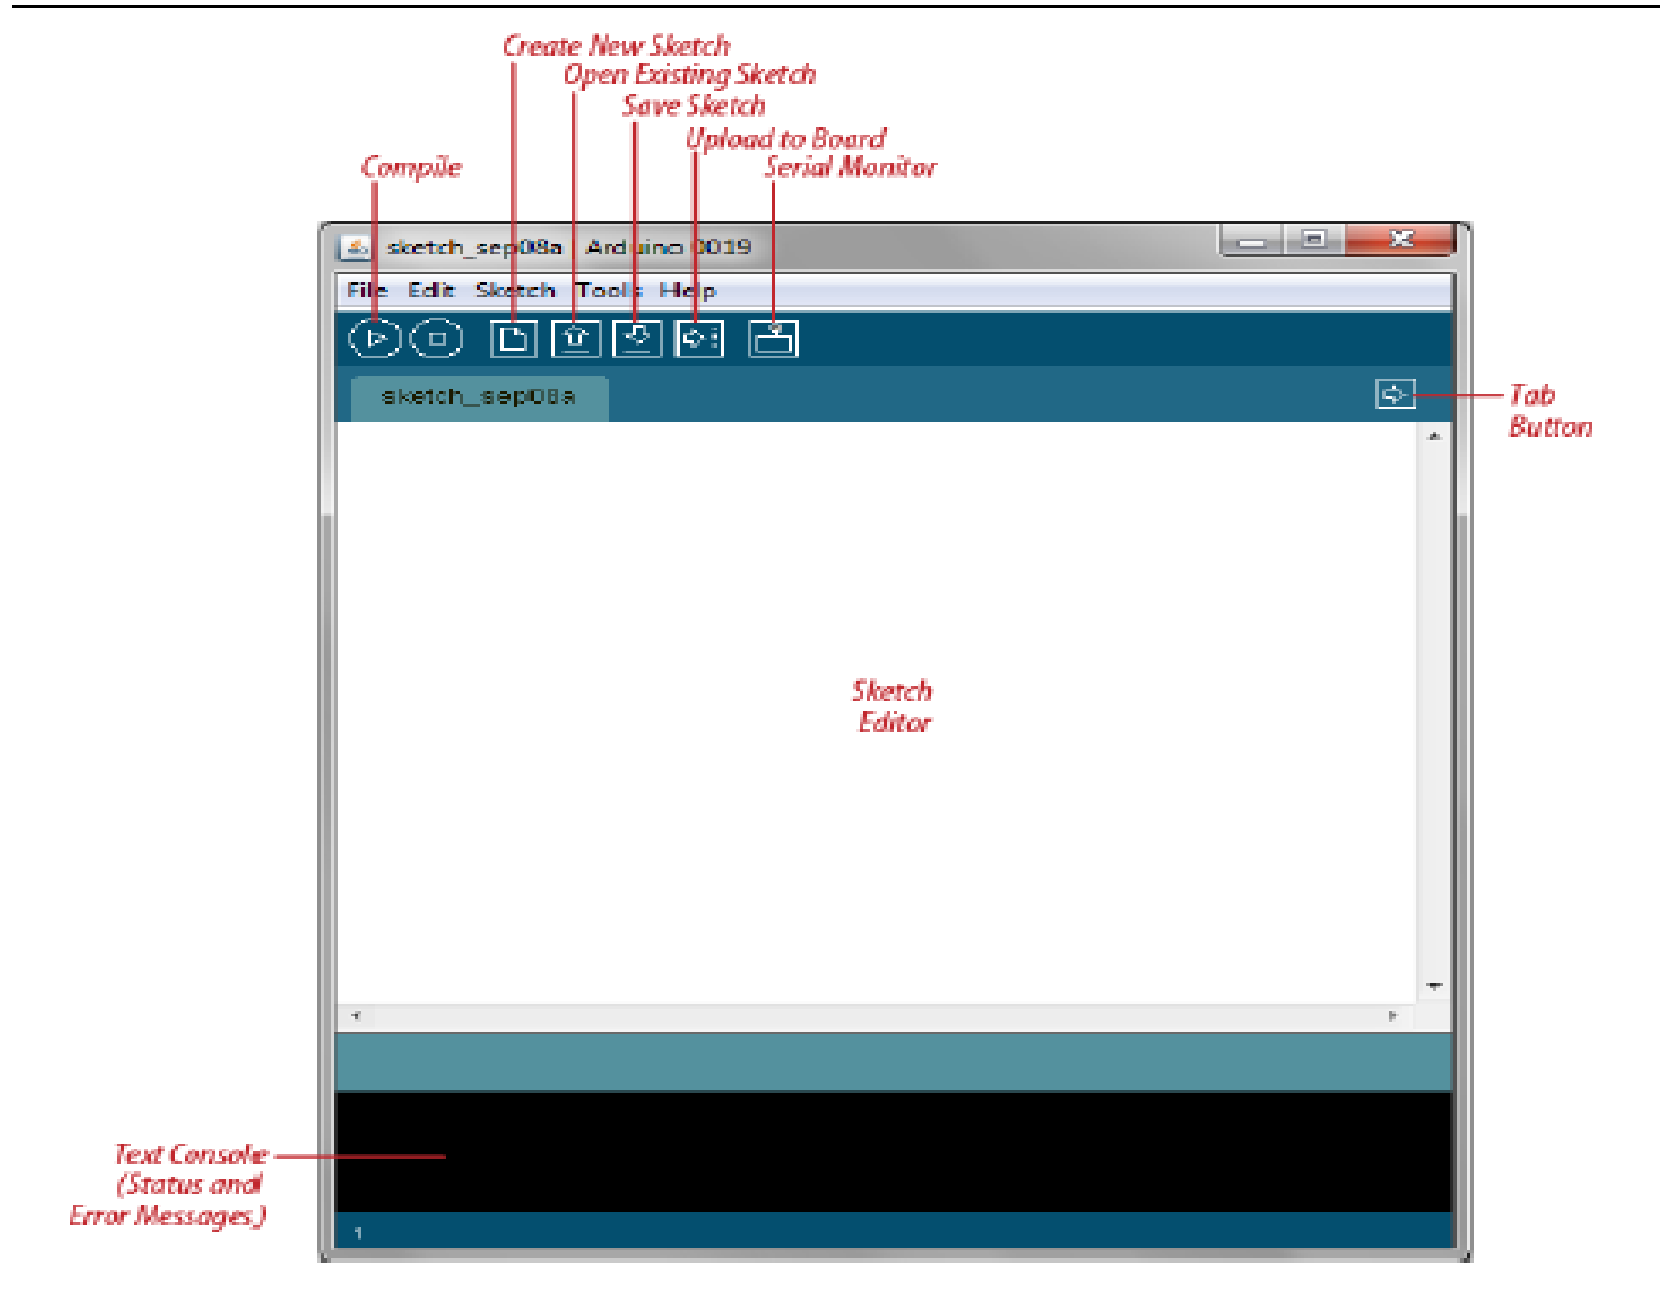 Create New Sketch
Open Existing Sketch
Save Sketch
Upload to Board
Compile
Serial Monitor
sketch_sep08a Arduino 0019
File Edit Sketch Tools Help
sketch_sep08a
Tab
Button
Sketch
Editor
Text Console
(Status and
Error Messages)
1